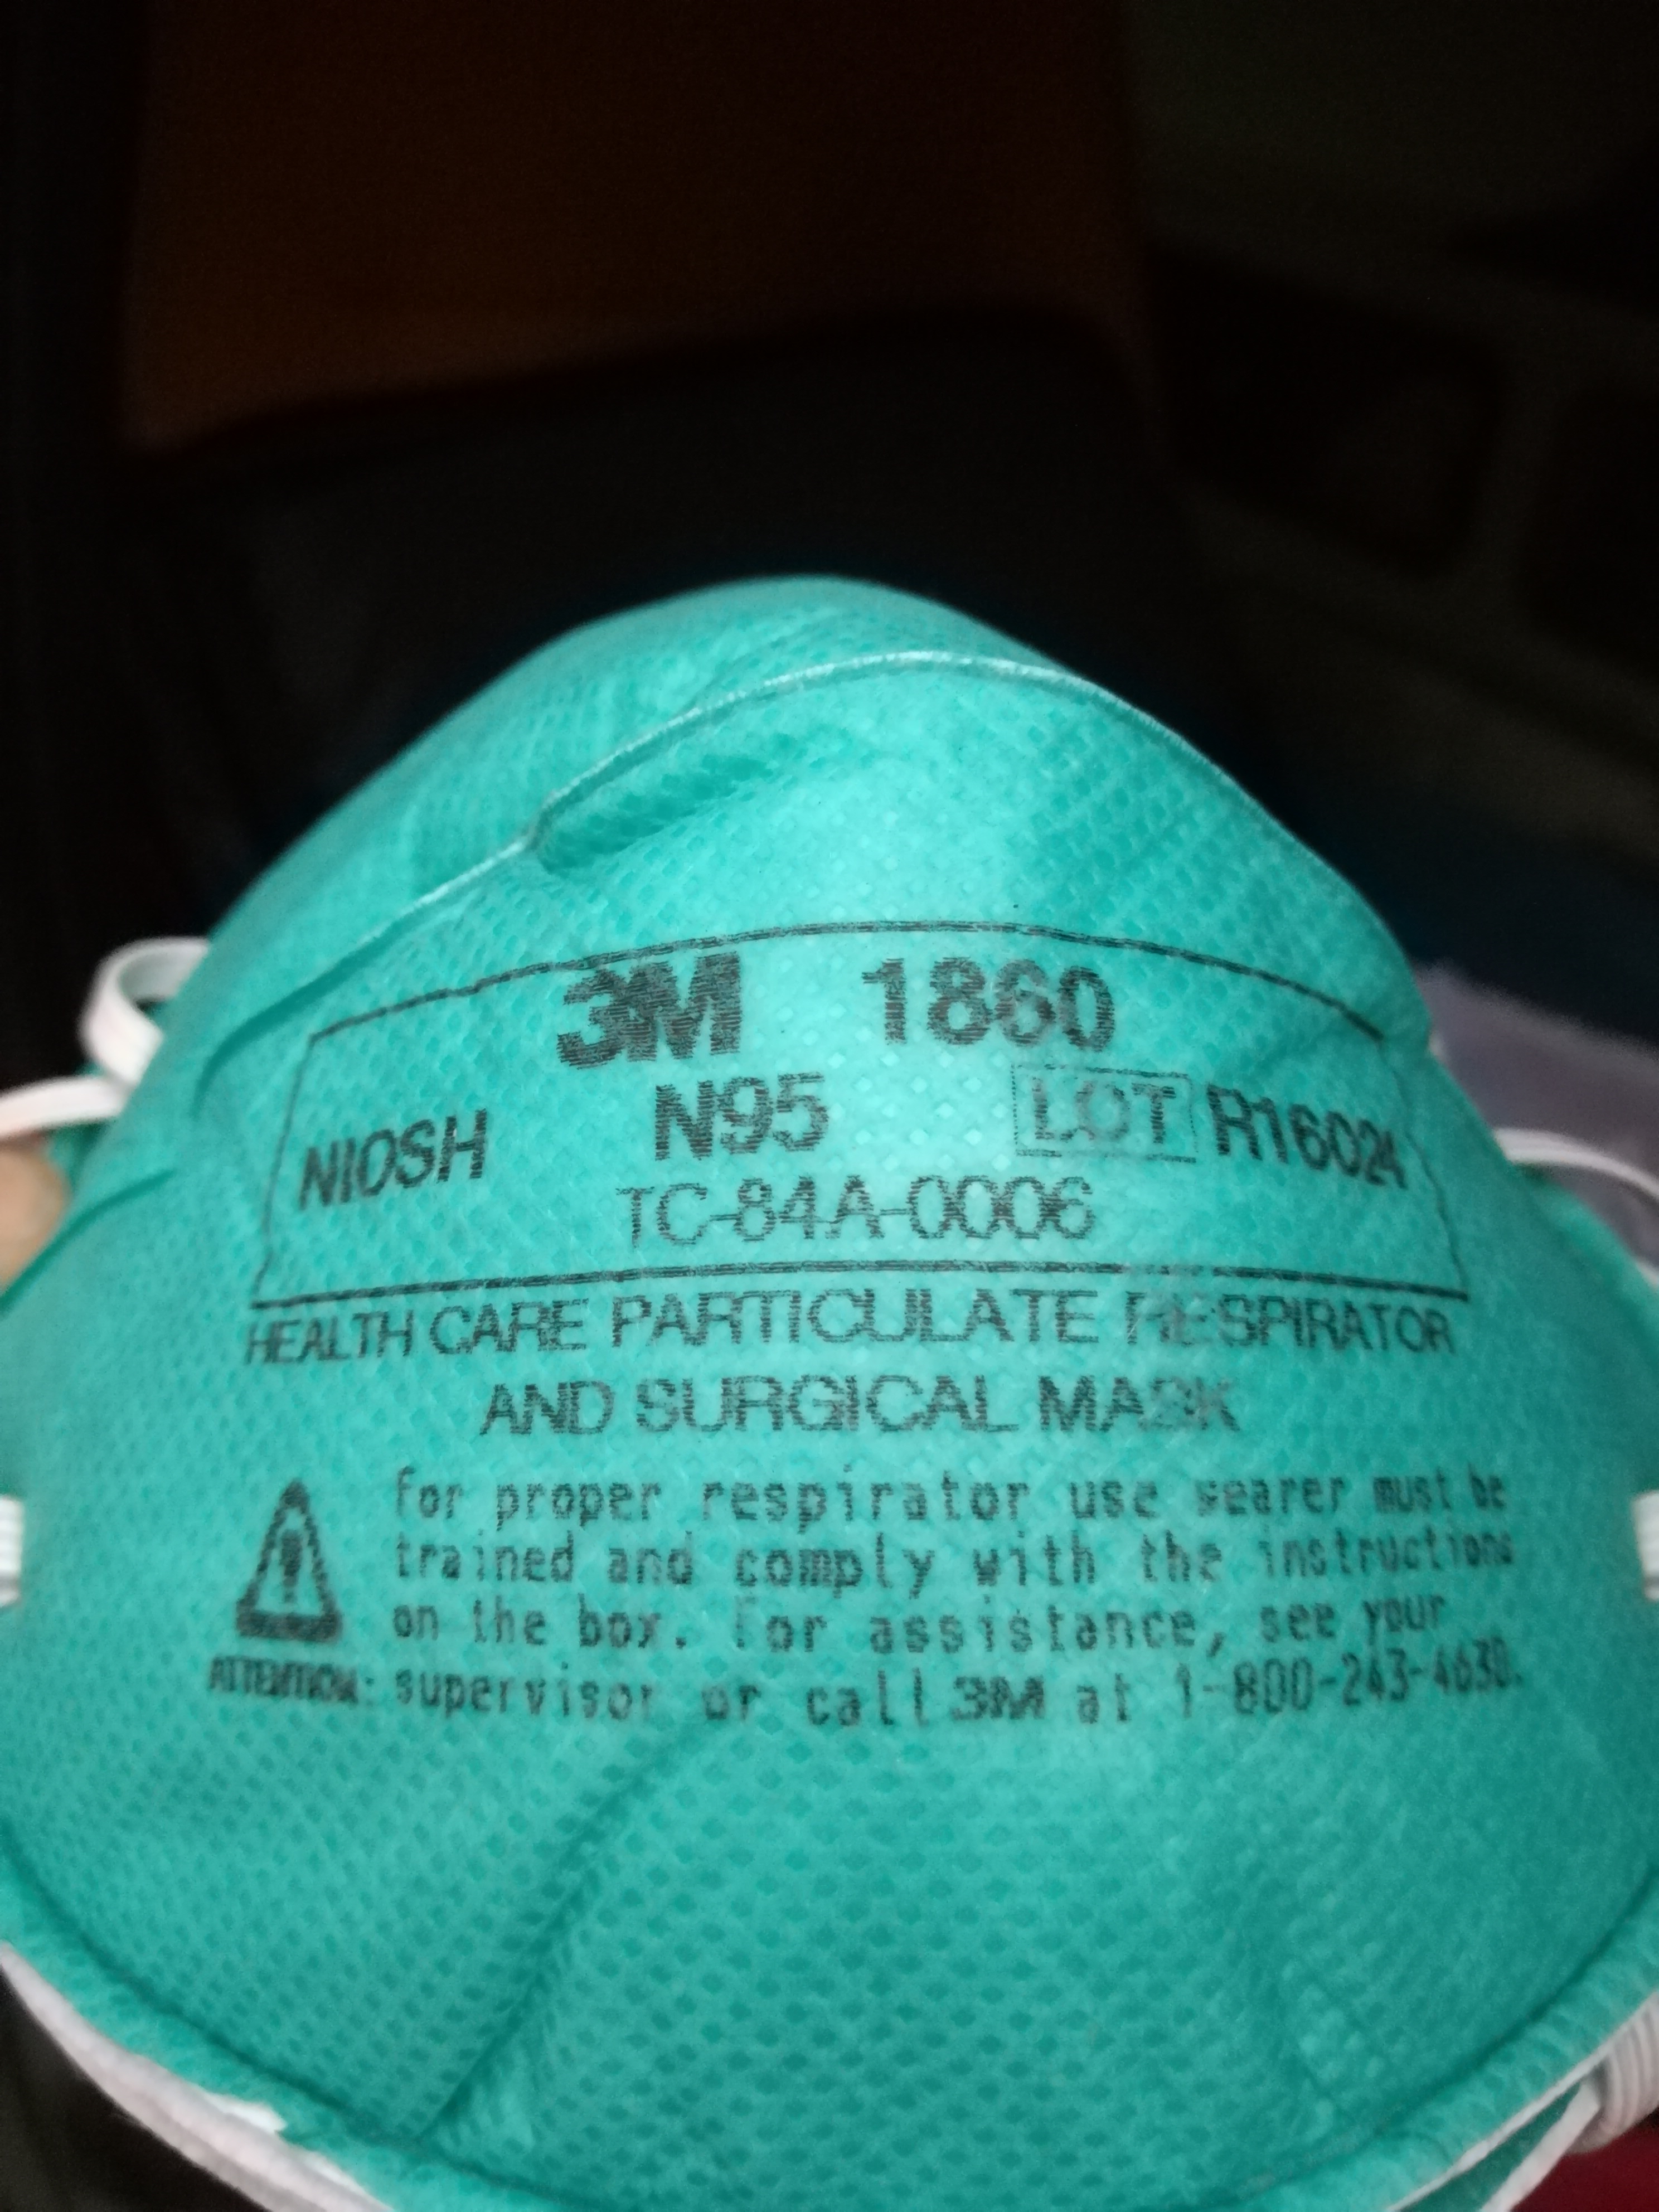 3M 1860
NIOSH N95 LOT R16024
TC-84A-0006
HEALTH CARE PARTICULATE RESPIRATOR
AND SURGICAL MASK
for proper respirator use wearer must be
trained and comply with the instructions
on the box. For assistance, see your
ATTENTION: supervisor or call 3M at 1-800-243-4630.